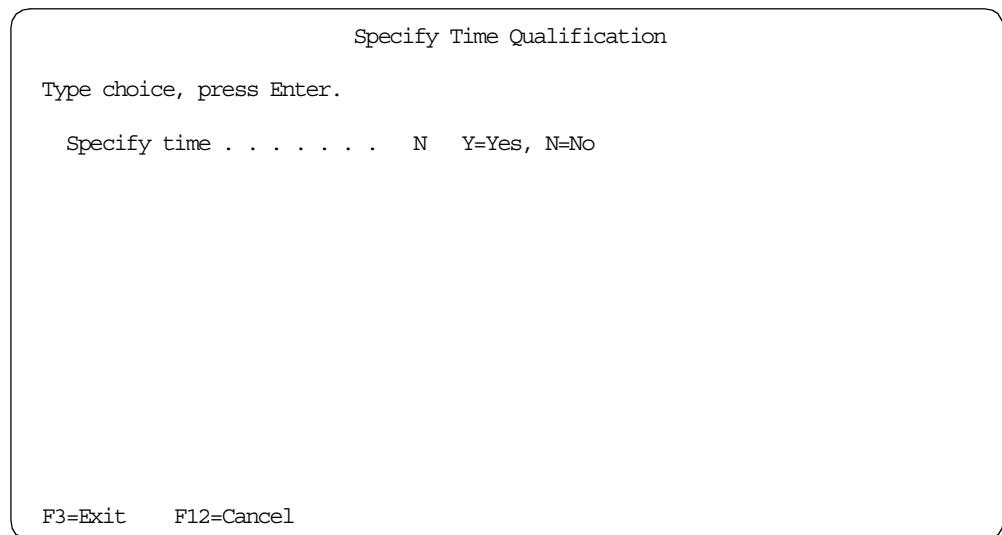 Specify Time Qualification
Type choice, press Enter.
Specify time . . . . . . . N Y=Yes, N=No
F3=Exit F12=Cancel